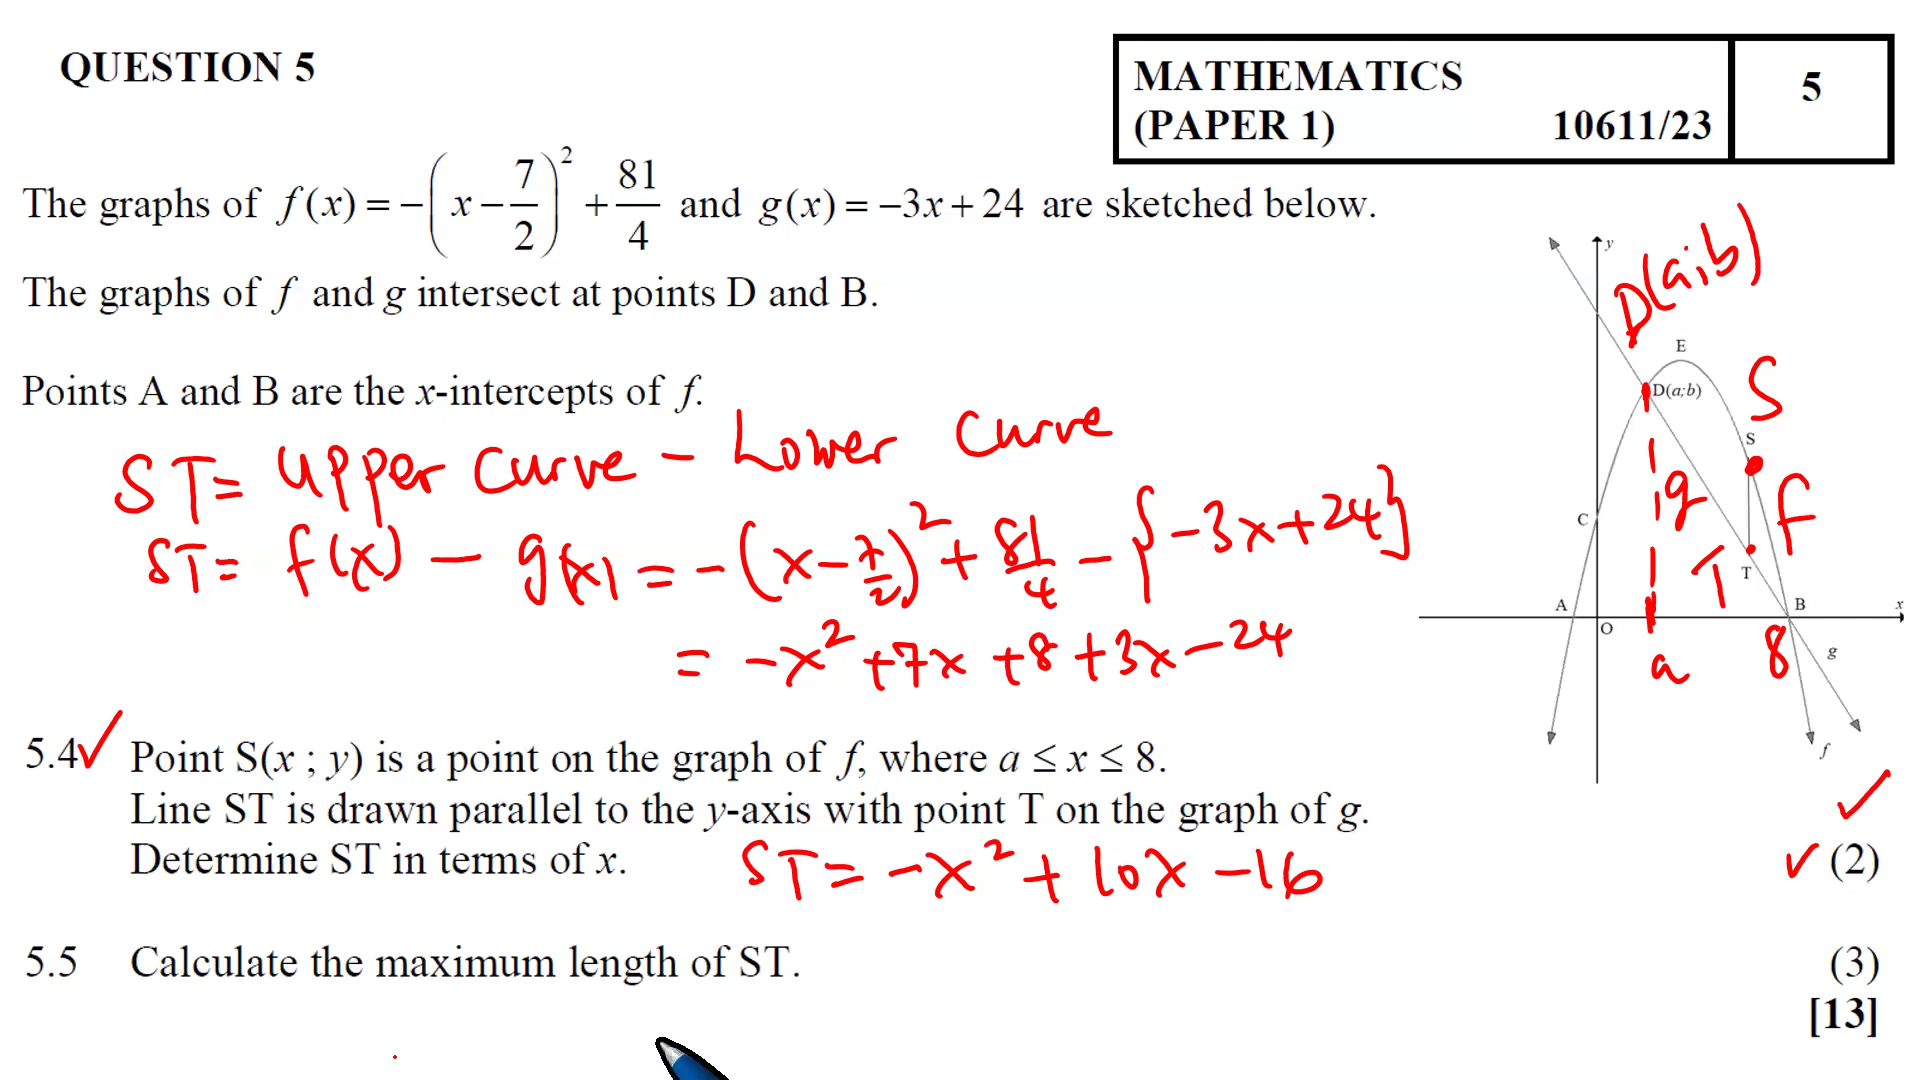 QUESTION 5
MATHEMATICS
(PAPER 1) 10611/23
5
The graphs of f(x) = −(x − 7/2)² + 81/4 and g(x) = −3x + 24 are sketched below.
The graphs of f and g intersect at points D and B.
Points A and B are the x-intercepts of f.
ST = Upper Curve − Lower Curve
ST = f(x) − g(x) = −(x − 7/2)² + 81/4 − {−3x + 24}
= −x² + 7x + 8 + 3x − 24
y
D(a;b)
E
D(a;b)
S
S
C
g
f
T
T
A
B
x
O
a
8
g
f
5.4 ✓ Point S(x ; y) is a point on the graph of f, where a ≤ x ≤ 8.
Line ST is drawn parallel to the y-axis with point T on the graph of g.
Determine ST in terms of x. ST = −x² + 10x − 16 ✓ (2)
5.5 Calculate the maximum length of ST. (3)
[13]